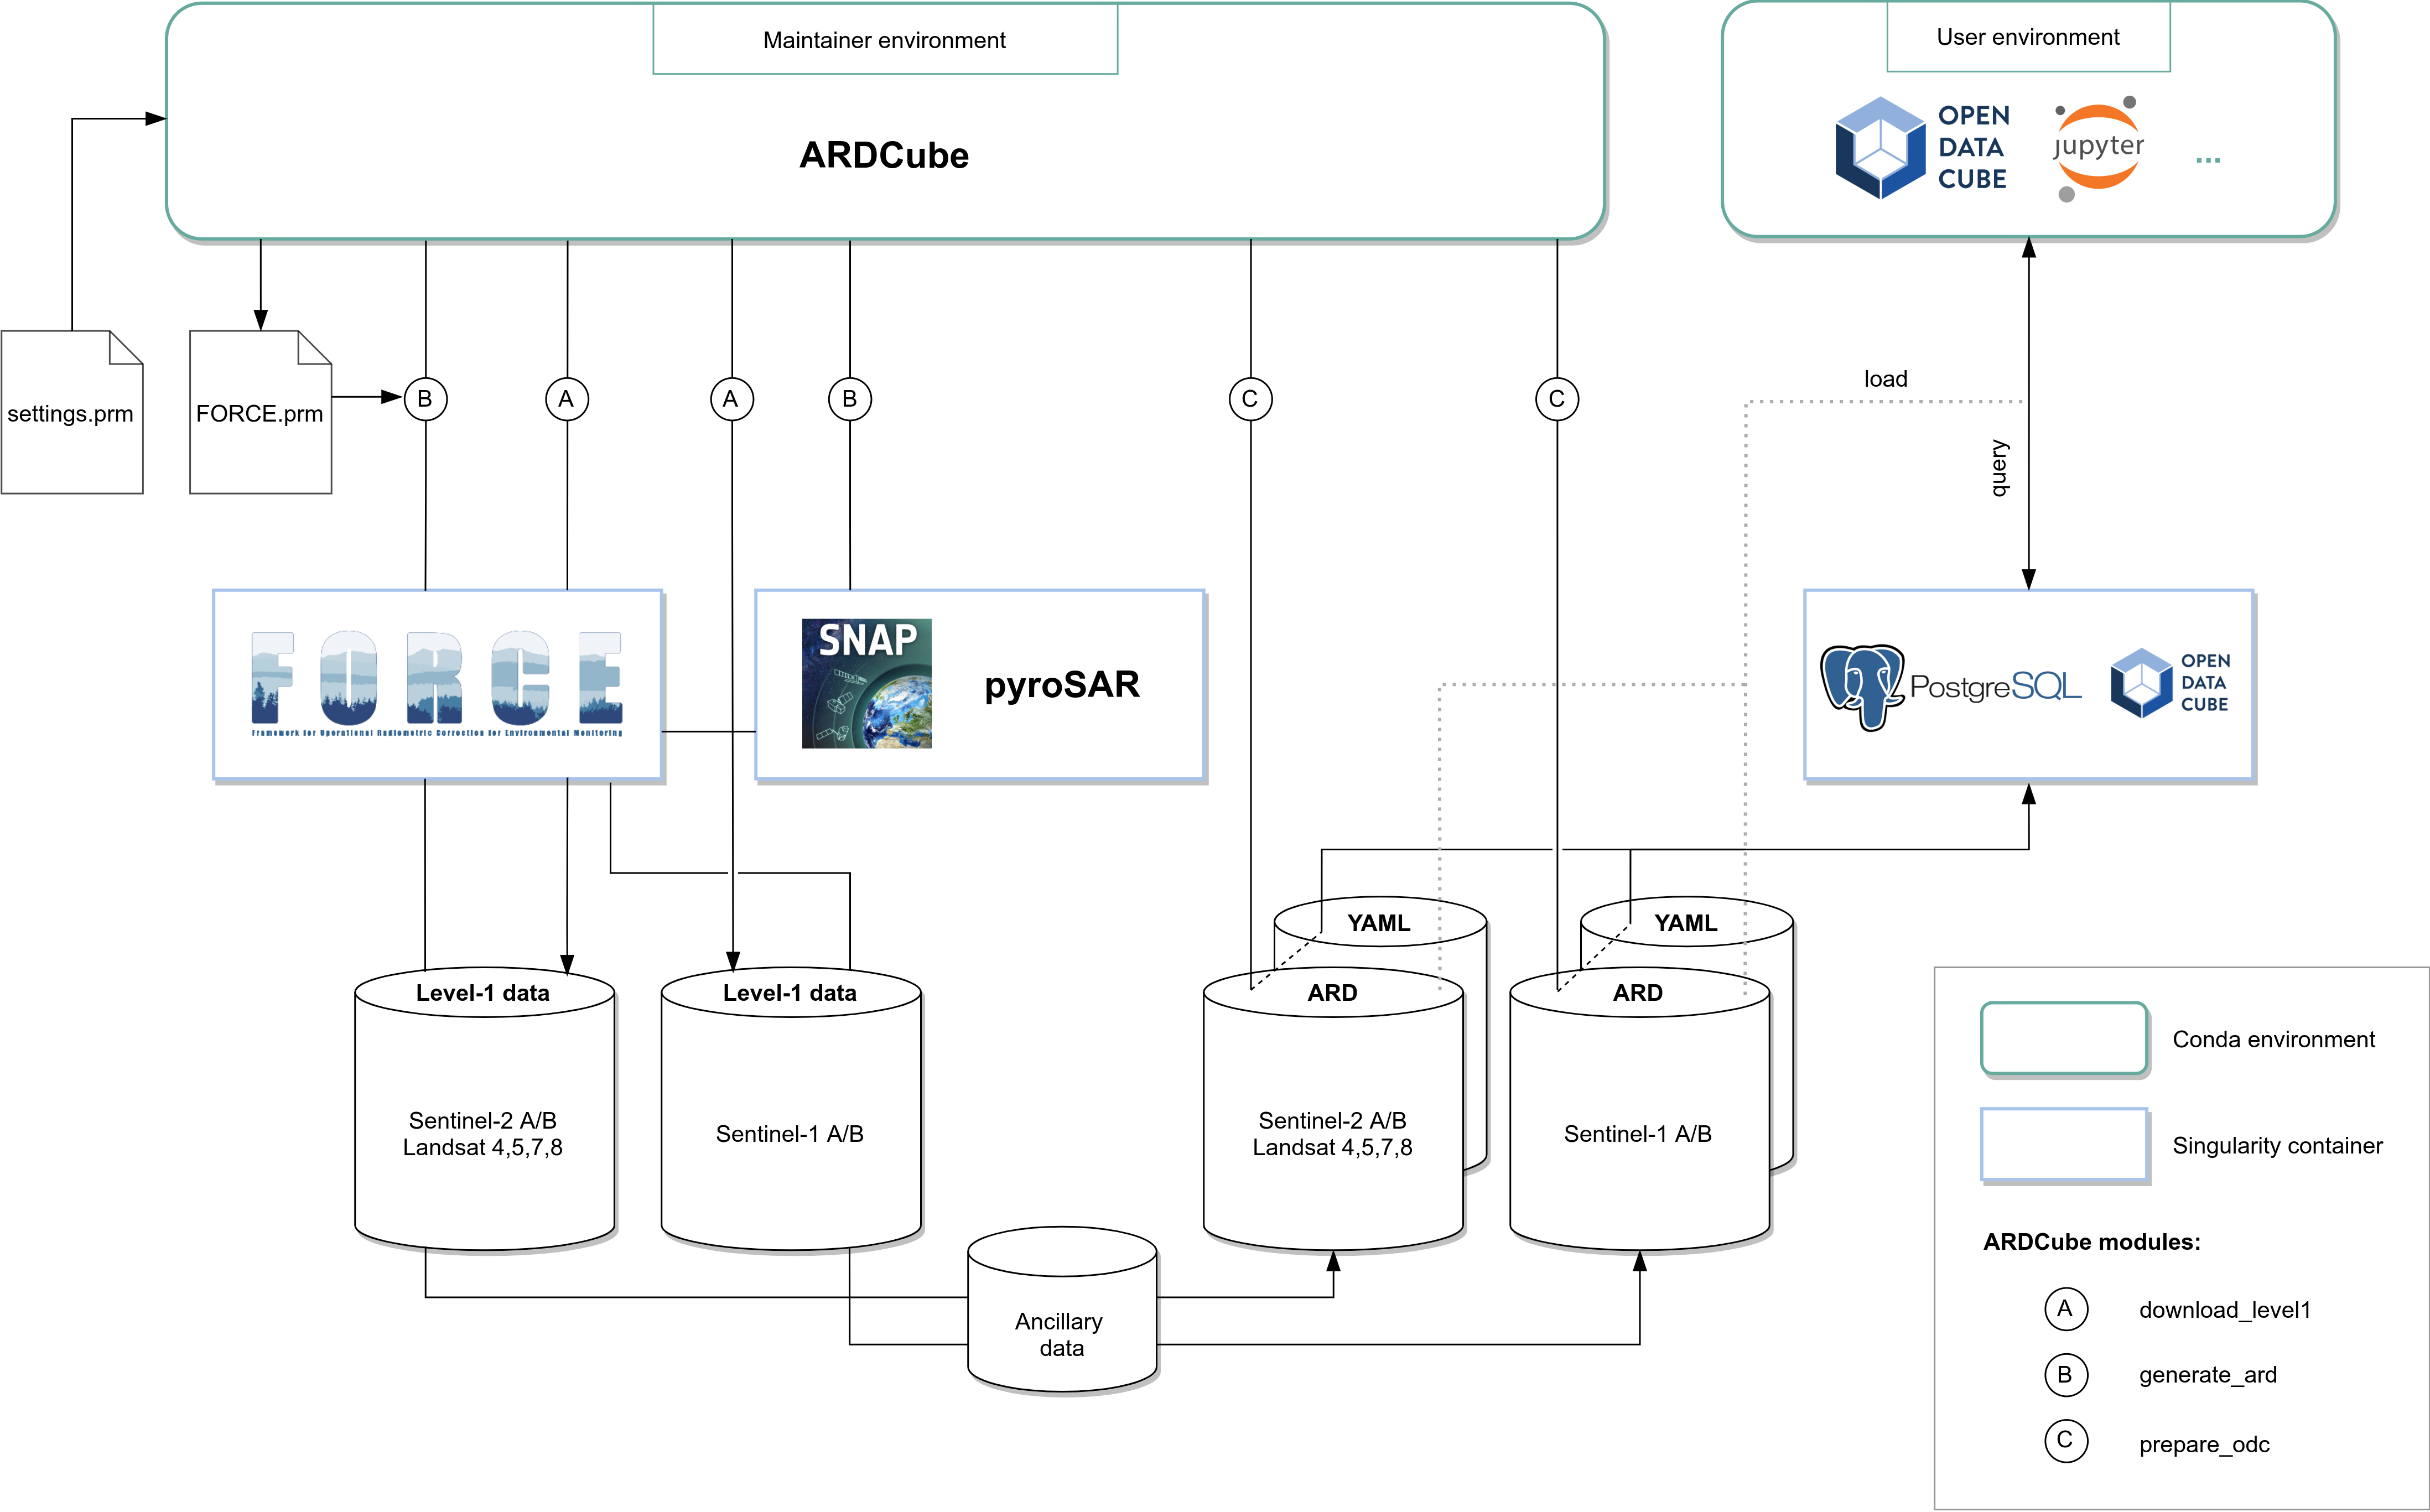 Maintainer environment
ARDCube
User environment
OPEN
DATA
CUBE
jupyter
...
settings.prm
FORCE.prm
B
A
A
B
C
C
load
query
FORCE
Framework for Operational Radiometric Correction for Environmental Monitoring
SNAP
pyroSAR
PostgreSQL
OPEN
DATA
CUBE
YAML
YAML
Level-1 data
Level-1 data
ARD
ARD
Sentinel-2 A/B
Landsat 4,5,7,8
Sentinel-1 A/B
Sentinel-2 A/B
Landsat 4,5,7,8
Sentinel-1 A/B
Ancillary
data
Conda environment
Singularity container
ARDCube modules:
A download_level1
B generate_ard
C prepare_odc